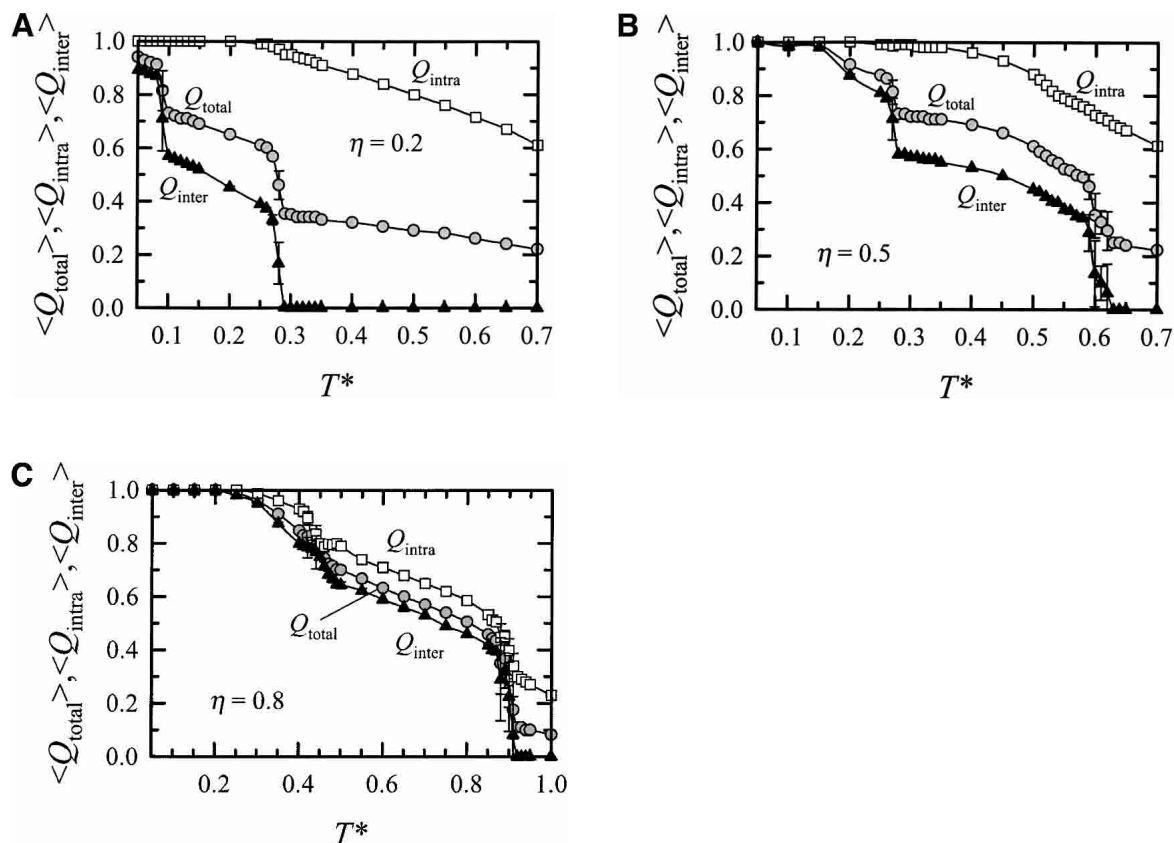 A
<Q_total>, <Q_intra>, <Q_inter>
1.0
0.8
0.6
0.4
0.2
0.0
Q_intra
Q_total
η = 0.2
Q_inter
0.1 0.2 0.3 0.4 0.5 0.6 0.7
T*
B
<Q_total>, <Q_intra>, <Q_inter>
1.0
0.8
0.6
0.4
0.2
0.0
Q_intra
Q_total
Q_inter
η = 0.5
0.1 0.2 0.3 0.4 0.5 0.6 0.7
T*
C
<Q_total>, <Q_intra>, <Q_inter>
1.0
0.8
0.6
0.4
0.2
0.0
Q_intra
Q_total
Q_inter
η = 0.8
0.2 0.4 0.6 0.8 1.0
T*